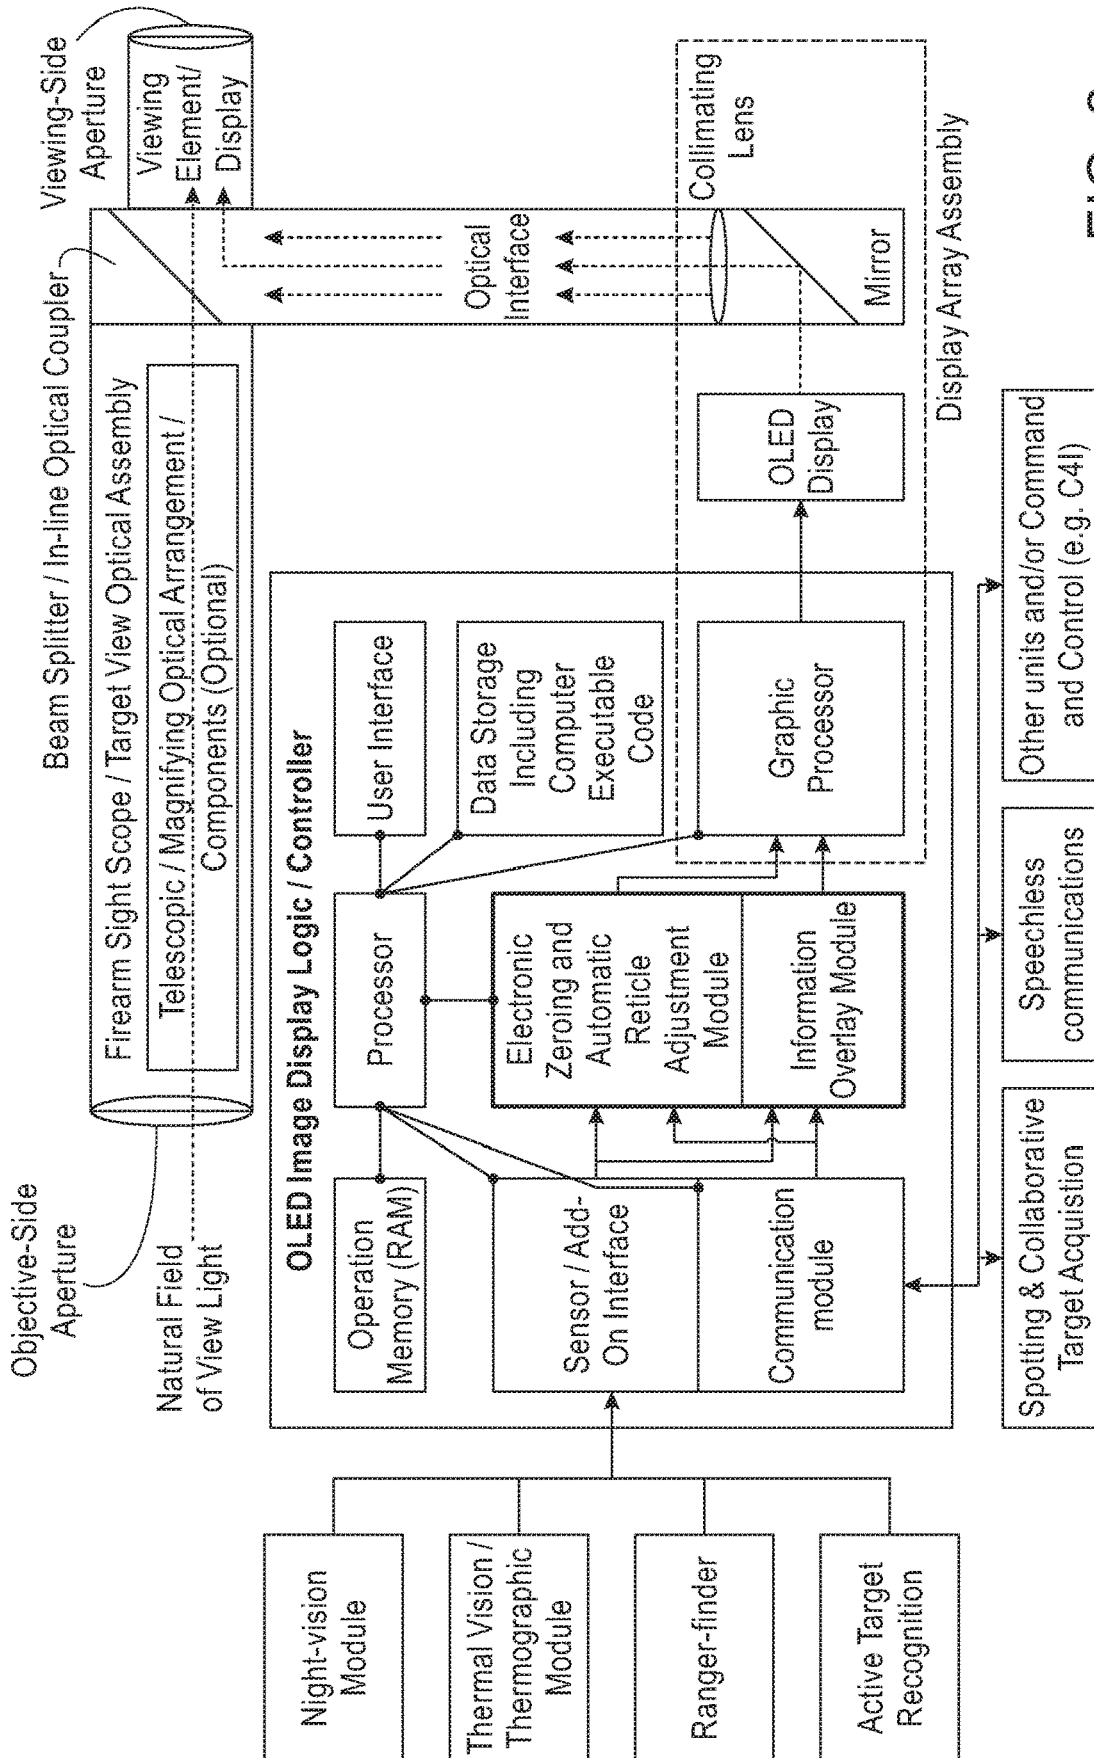 Objective-Side
Aperture
Natural Field
of View Light
Beam Splitter / In-line Optical Coupler
Firearm Sight Scope / Target View Optical Assembly
Telescopic / Magnifying Optical Arrangement /
Components (Optional)
Viewing-Side
Aperture
Viewing
Element/
Display
OLED Image Display Logic / Controller
Operation
Memory (RAM)
Processor
User Interface
Data Storage
Including
Computer
Executable
Code
Sensor / Add-
On Interface
Communication
module
Electronic
Zeroing and
Automatic
Reticle
Adjustment
Module
Information
Overlay Module
Graphic
Processor
OLED
Display
Optical
Interface
Collimating
Lens
Mirror
Display Array Assembly
Night-vision
Module
Thermal Vision /
Thermographic
Module
Ranger-finder
Active Target
Recognition
Spotting & Collaborative
Target Acquistion
Speechless
communications
Other units and/or Command
and Control (e.g. C4I)